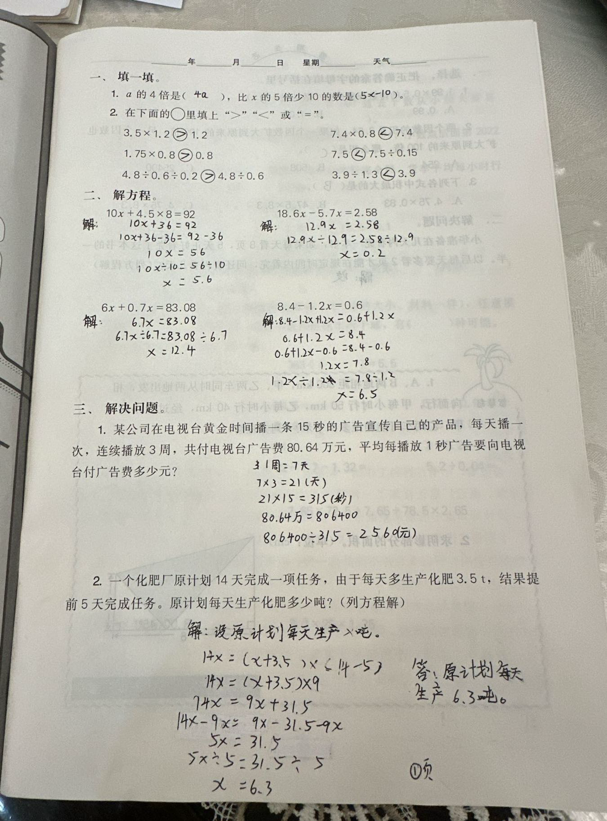 年 月 日 星期 天气
一、填一填。
1. a 的 4 倍是( 4a ), 比 x 的 5 倍少 10 的数是(5x-10)。
2. 在下面的○里填上“>”“<”或“=”。
3.5×1.2 > 1.2 7.4×0.8 < 7.4
1.75×0.8 > 0.8 7.5 < 7.5÷0.15
4.8÷0.6÷0.2 > 4.8÷0.6 3.9÷1.3 < 3.9
二、解方程。
10x+4.5×8=92 18.6x-5.7x=2.58
解: 10x+36=92 解: 12.9x=2.58
10x+36-36=92-36 12.9x÷12.9=2.58÷12.9
10x=56 x=0.2
10x÷10=56÷10
x=5.6
6x+0.7x=83.08 8.4-1.2x=0.6
解: 6.7x=83.08 解:8.4-1.2x+1.2x=0.6+1.2x
6.7x÷6.7=83.08÷6.7 0.6+1.2x=8.4
x=12.4 0.6+1.2x-0.6=8.4-0.6
1.2x=7.8
1.2x÷1.2=7.8÷1.2
x=6.5
三、解决问题。
1. 某公司在电视台黄金时间播一条 15 秒的广告宣传自己的产品, 每天播一
次, 连续播放 3 周, 共付电视台广告费 80.64 万元, 平均每播放 1 秒广告要向电视
台付广告费多少元?
1周=7天
7×3=21(天)
21×15=315(秒)
80.64万=806400
806400÷315=2560(元)
2. 一个化肥厂原计划 14 天完成一项任务, 由于每天多生产化肥 3.5 t, 结果提
前 5 天完成任务。原计划每天生产化肥多少吨?(列方程解)
解:设原计划每天生产x吨。
14x=(x+3.5)×(14-5)
14x=(x+3.5)×9
14x=9x+31.5
14x-9x=9x-31.5-9x
5x=31.5
5x÷5=31.5÷5
x=6.3
答:原计划每天
生产6.3吨。
①页